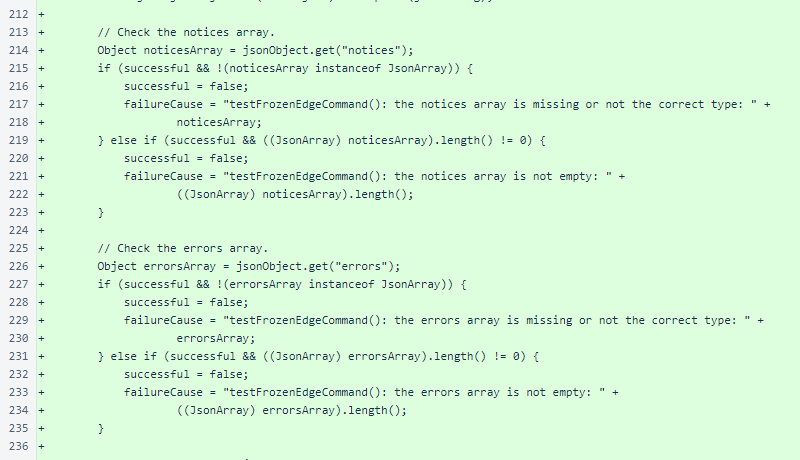 212 +
213 + // Check the notices array.
214 + Object noticesArray = jsonObject.get("notices");
215 + if (successful && !(noticesArray instanceof JsonArray)) {
216 + successful = false;
217 + failureCause = "testFrozenEdgeCommand(): the notices array is missing or not the correct type: " +
218 + noticesArray;
219 + } else if (successful && ((JsonArray) noticesArray).length() != 0) {
220 + successful = false;
221 + failureCause = "testFrozenEdgeCommand(): the notices array is not empty: " +
222 + ((JsonArray) noticesArray).length();
223 + }
224 +
225 + // Check the errors array.
226 + Object errorsArray = jsonObject.get("errors");
227 + if (successful && !(errorsArray instanceof JsonArray)) {
228 + successful = false;
229 + failureCause = "testFrozenEdgeCommand(): the errors array is missing or not the correct type: " +
230 + errorsArray;
231 + } else if (successful && ((JsonArray) errorsArray).length() != 0) {
232 + successful = false;
233 + failureCause = "testFrozenEdgeCommand(): the errors array is not empty: " +
234 + ((JsonArray) errorsArray).length();
235 + }
236 +